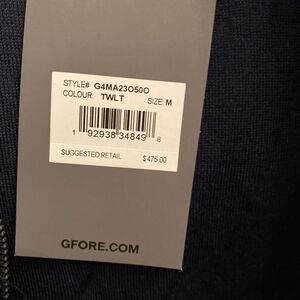 STYLE# G4MA23O50O
COLOUR: TWLT SIZE: M
1 92938 34849 8
SUGGESTED RETAIL $475.00
GFORE.COM